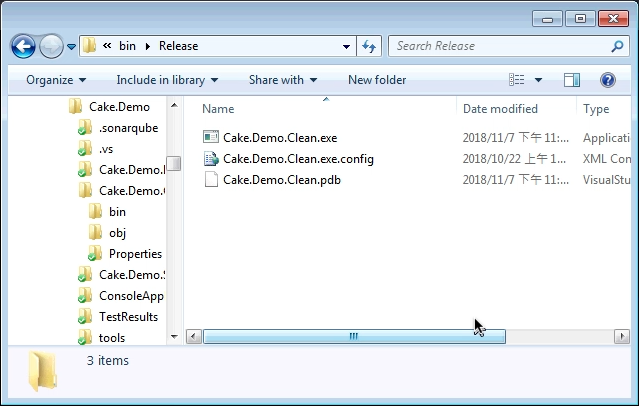 « bin Release
Search Release
Organize Include in library Share with New folder
Cake.Demo
.sonarqube
.vs
Cake.Demo.
Cake.Demo.
bin
obj
Properties
Cake.Demo.
ConsoleApp
TestResults
tools
Name Date modified Type
Cake.Demo.Clean.exe 2018/11/7 下午 11:... Applicati
Cake.Demo.Clean.exe.config 2018/10/22 上午 1... XML Con
Cake.Demo.Clean.pdb 2018/11/7 下午 11:... VisualStu
3 items